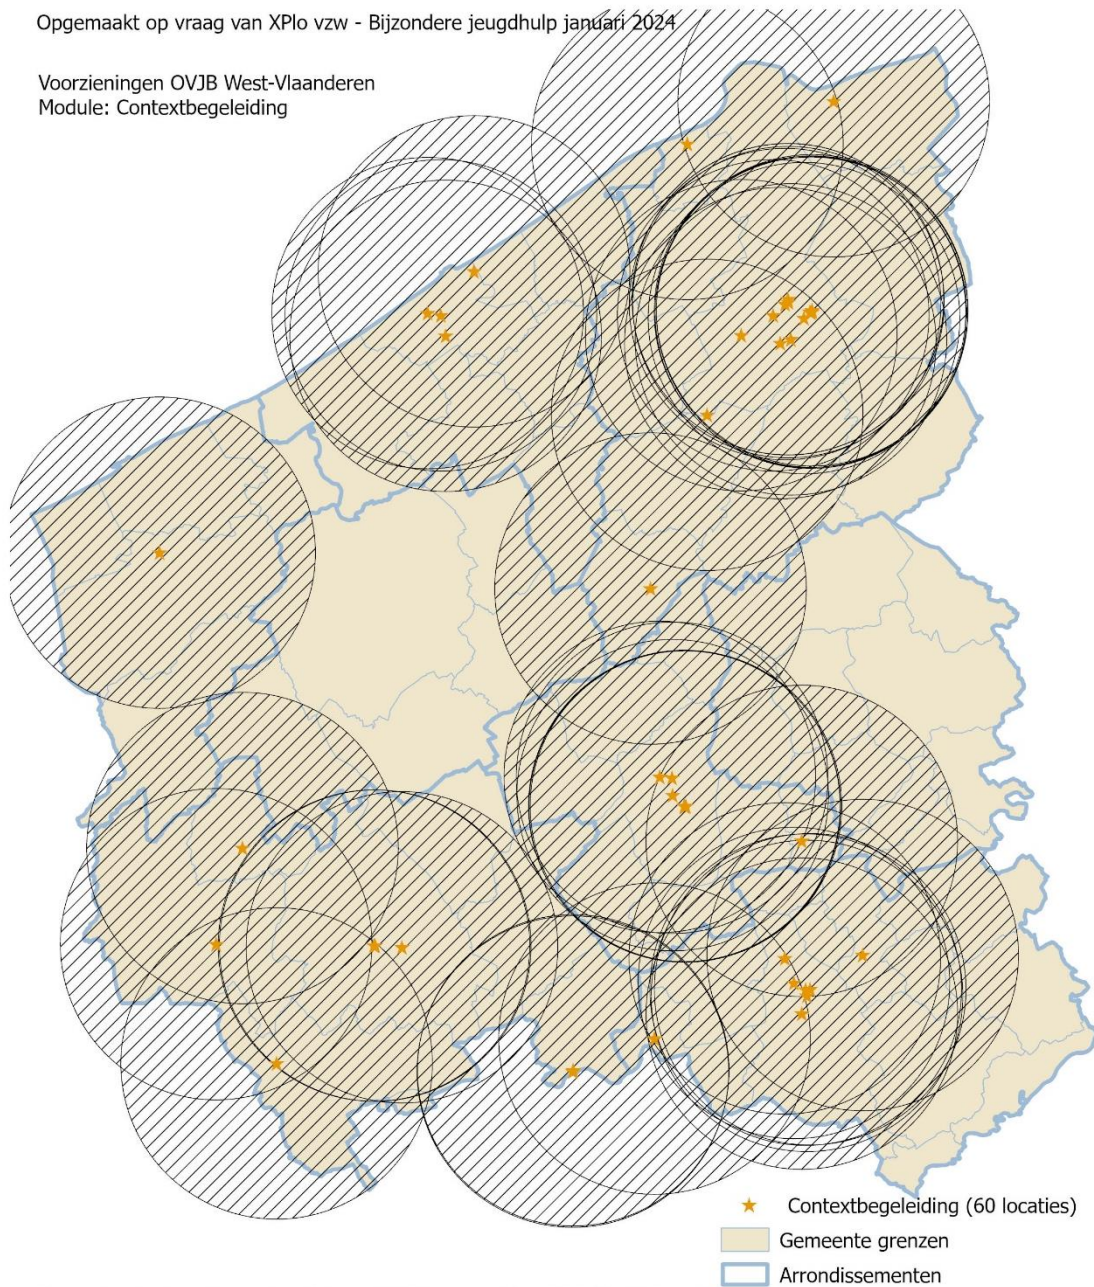 Opgemaakt op vraag van XPlo vzw - Bijzondere jeugdhulp januari 2024
Voorzieningen OVJB West-Vlaanderen
Module: Contextbegeleiding
Contextbegeleiding (60 locaties)
Gemeente grenzen
Arrondissementen